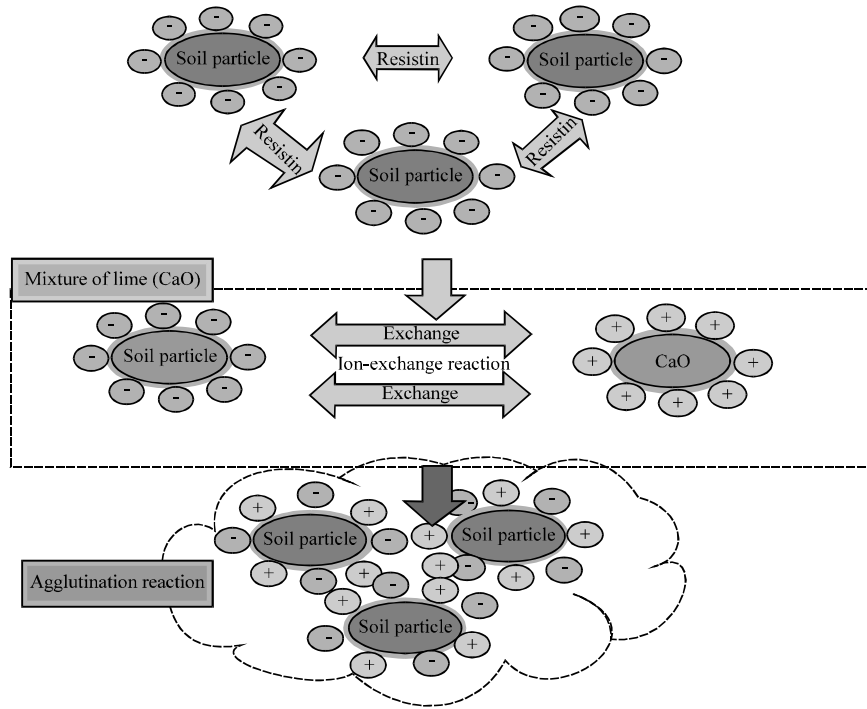 Soil particle
Resistin
Soil particle
Resistin
Resistin
Soil particle
Mixture of lime (CaO)
Exchange
Soil particle
Ion-exchange reaction
CaO
Exchange
Soil particle
Soil particle
Agglutination reaction
Soil particle